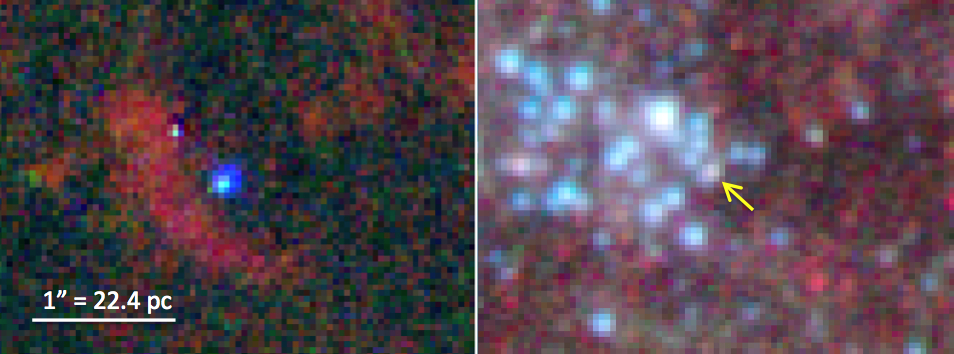 1” = 22.4 pc